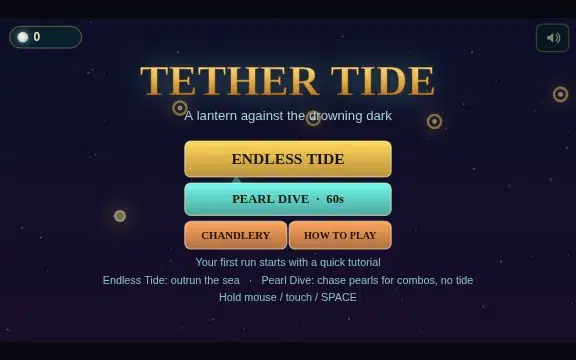 0
TETHER TIDE
A lantern against the drowning dark
ENDLESS TIDE
PEARL DIVE · 60s
CHANDLERY
HOW TO PLAY
Your first run starts with a quick tutorial
Endless Tide: outrun the sea · Pearl Dive: chase pearls for combos, no tide
Hold mouse / touch / SPACE